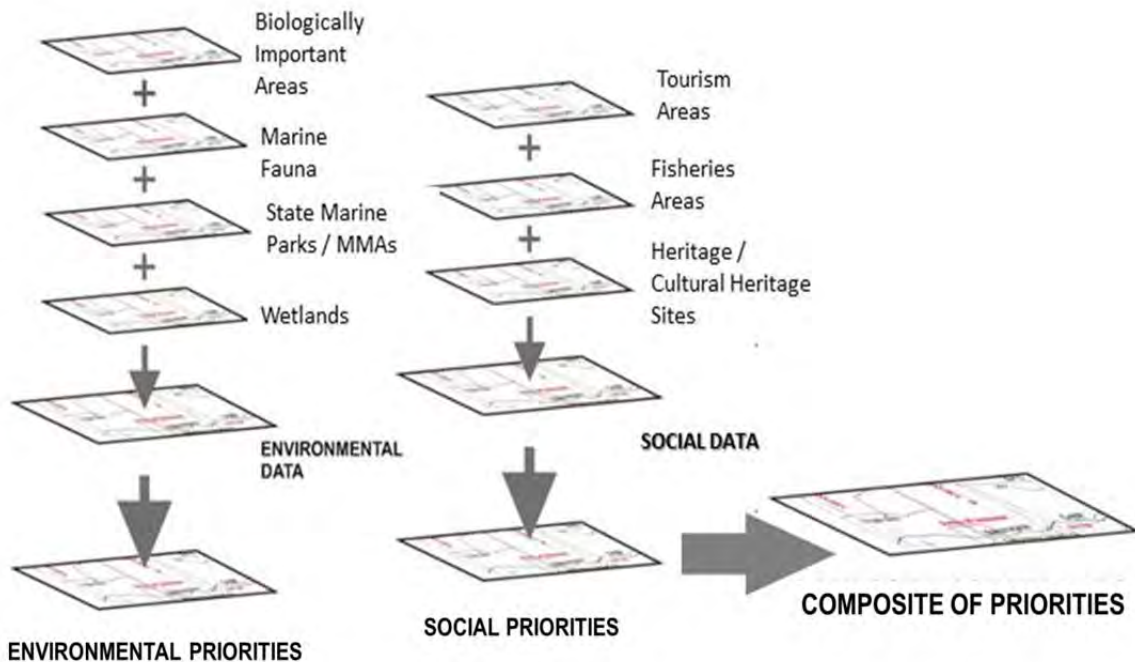 Biologically
Important
Areas
Marine
Fauna
State Marine
Parks / MMAs
Wetlands
ENVIRONMENTAL
DATA
ENVIRONMENTAL PRIORITIES
Tourism
Areas
Fisheries
Areas
Heritage /
Cultural Heritage
Sites
SOCIAL DATA
SOCIAL PRIORITIES
COMPOSITE OF PRIORITIES